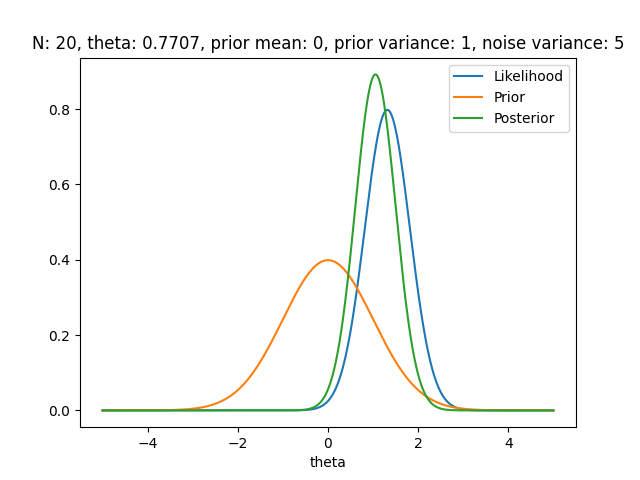 N: 20, theta: 0.7707, prior mean: 0, prior variance: 1, noise variance: 5
Likelihood
Prior
Posterior
0.8
0.6
0.4
0.2
0.0
−4
−2
0
2
4
theta